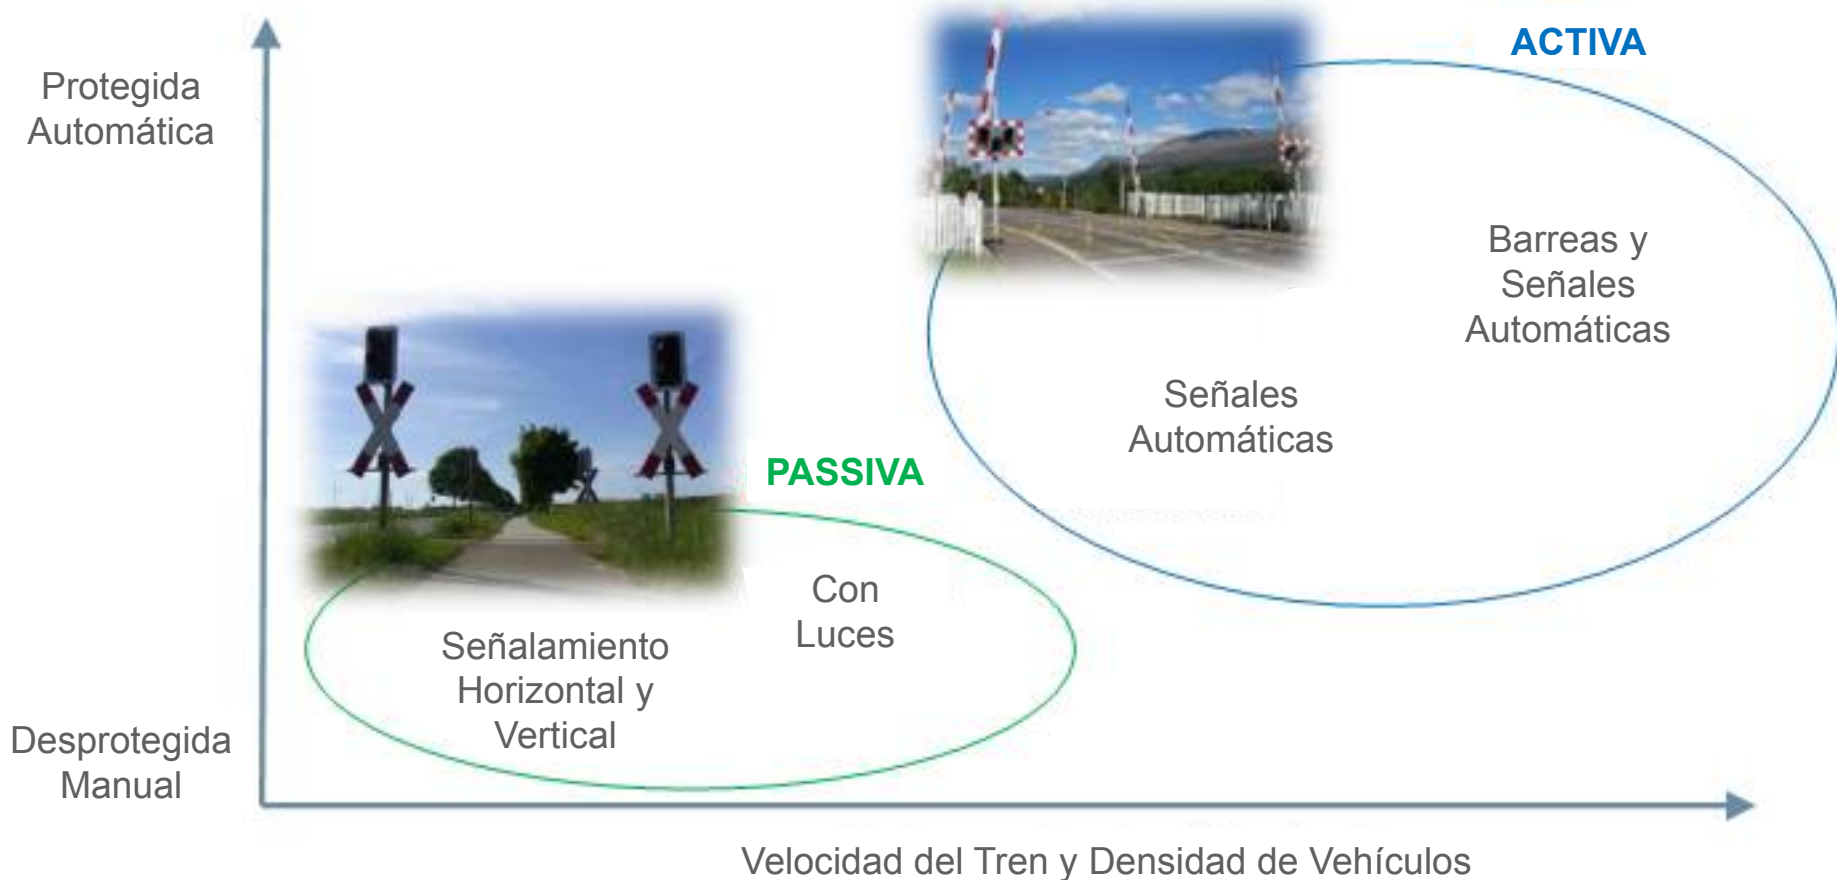 ACTIVA
Protegida
Automática
Barreas y
Señales
Automáticas
Señales
Automáticas
PASSIVA
Con
Luces
Señalamiento
Horizontal y
Vertical
Desprotegida
Manual
Velocidad del Tren y Densidad de Vehículos